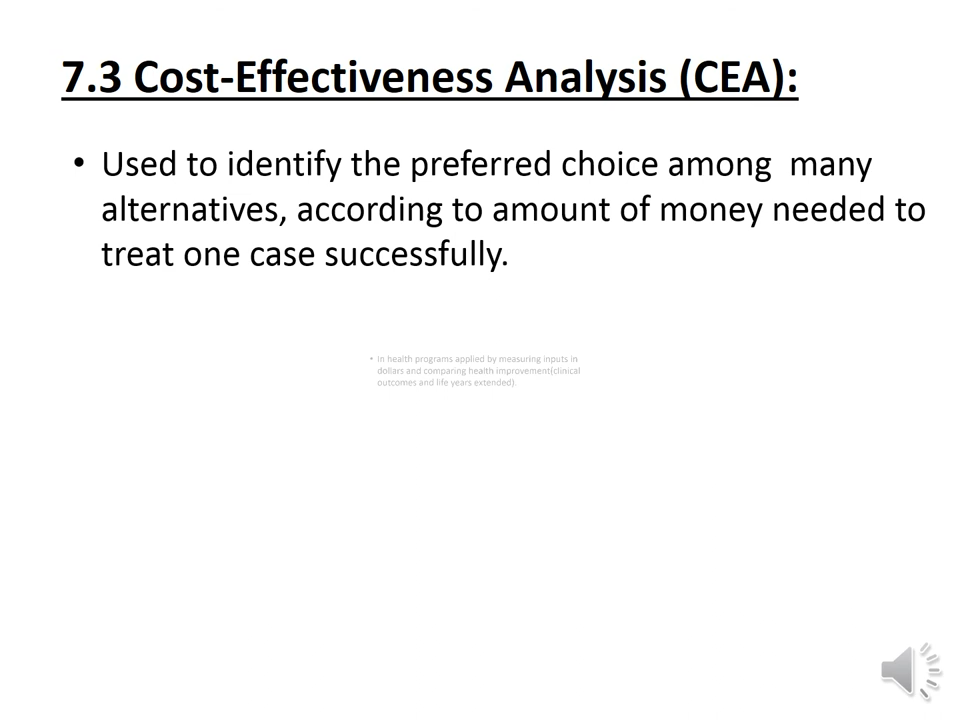 7.3 Cost-Effectiveness Analysis (CEA):
• Used to identify the preferred choice among  many
alternatives, according to amount of money needed to
treat one case successfully.
• In health programs applied by measuring inputs in
dollars and comparing health improvement(clinical
outcomes and life years extended).